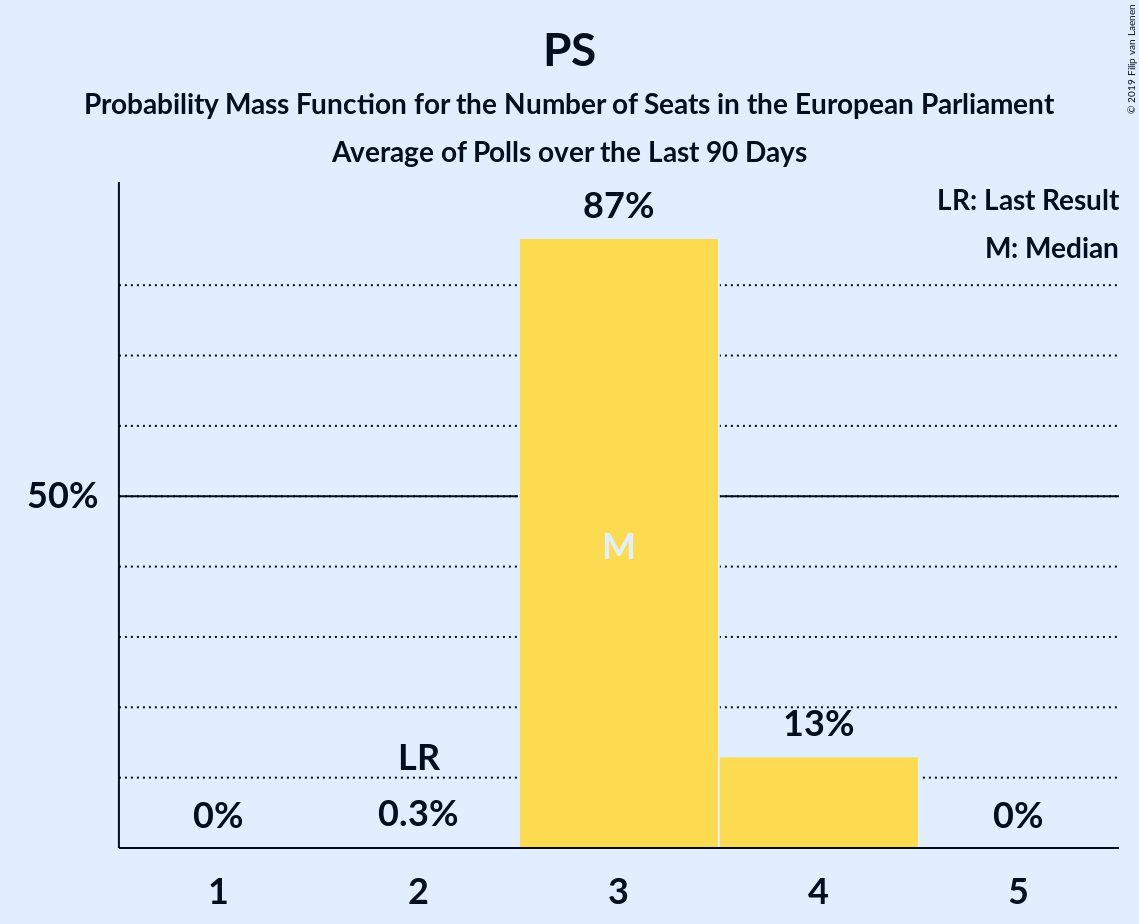 PS
Probability Mass Function for the Number of Seats in the European Parliament
Average of Polls over the Last 90 Days
© 2019 Filip van Laenen
LR: Last Result
M: Median
87%
50%
M
13%
LR
0%
0.3%
0%
1
2
3
4
5